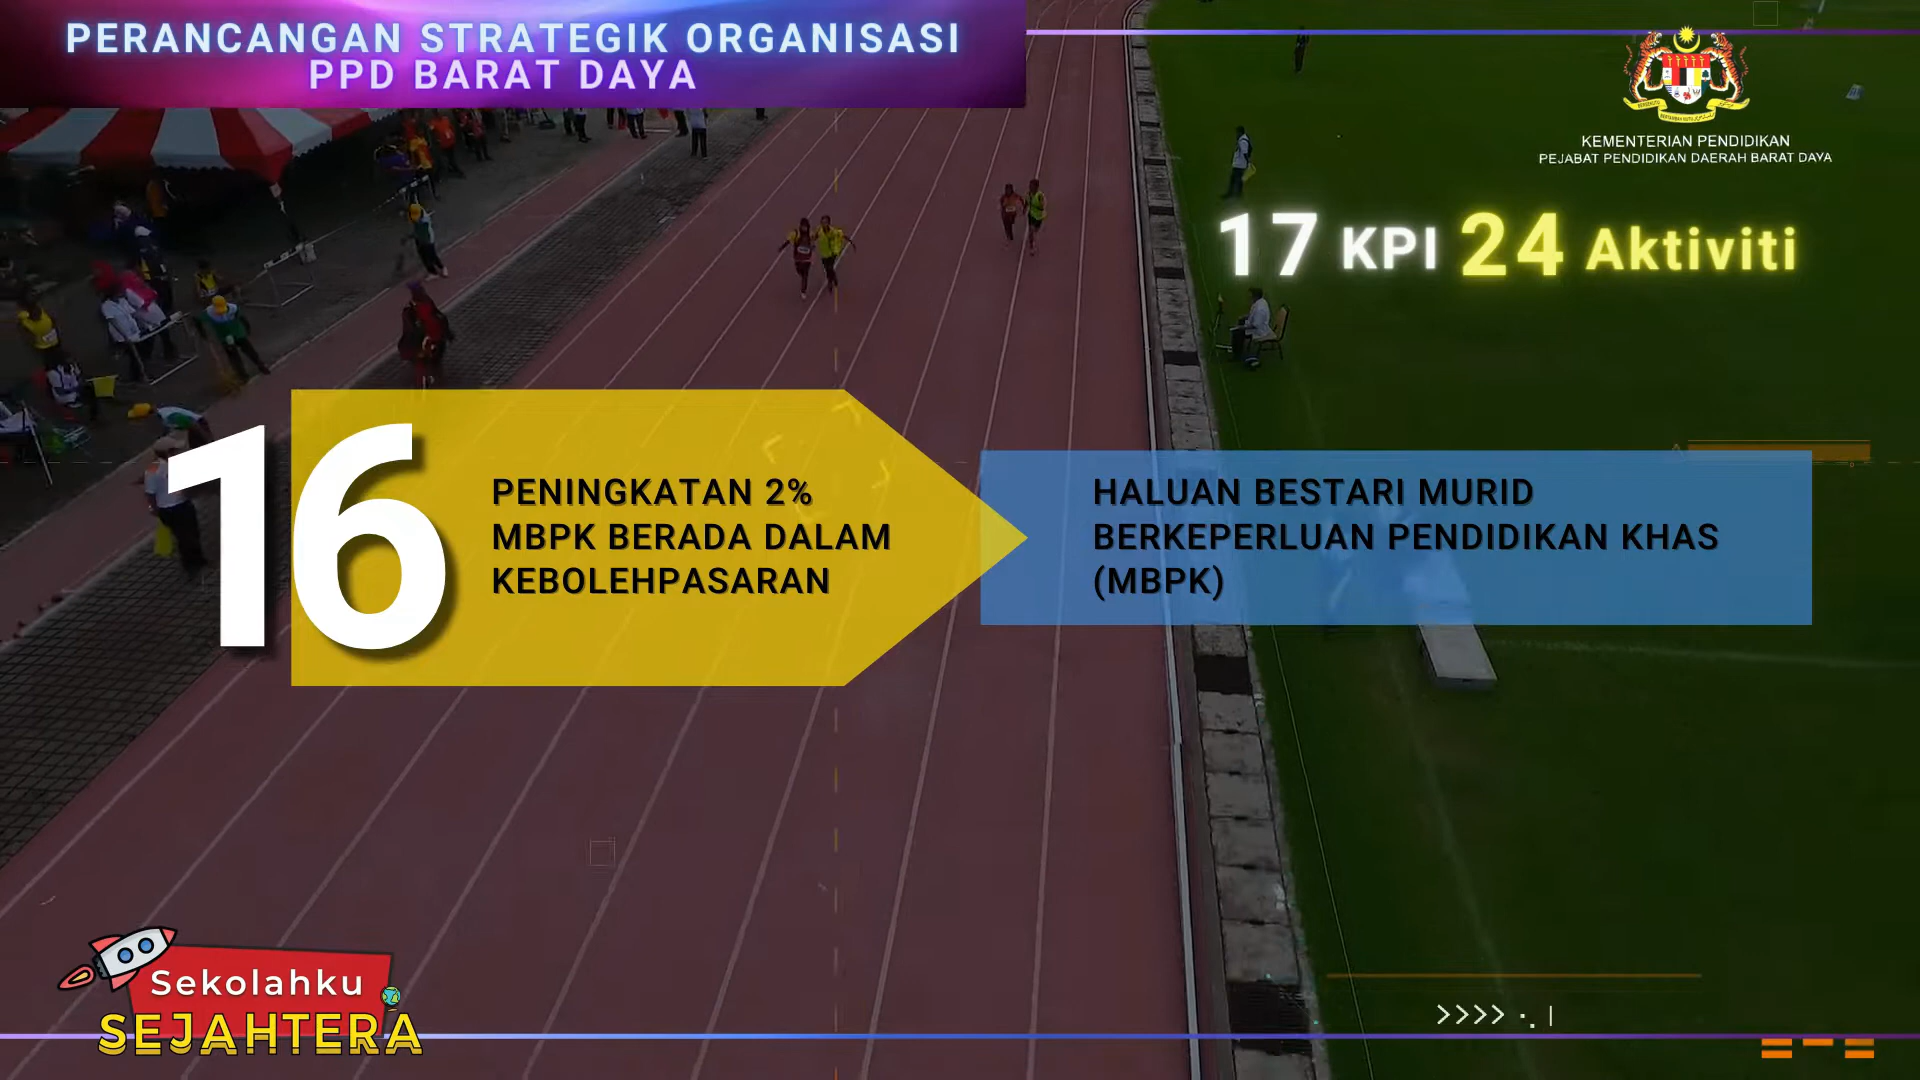 PERANCANGAN STRATEGIK ORGANISASI
PPD BARAT DAYA
KEMENTERIAN PENDIDIKAN
PEJABAT PENDIDIKAN DAERAH BARAT DAYA
17 KPI 24 Aktiviti
16
PENINGKATAN 2%
MBPK BERADA DALAM
KEBOLEHPASARAN
HALUAN BESTARI MURID
BERKEPERLUAN PENDIDIKAN KHAS
(MBPK)
Sekolahku
SEJAHTERA